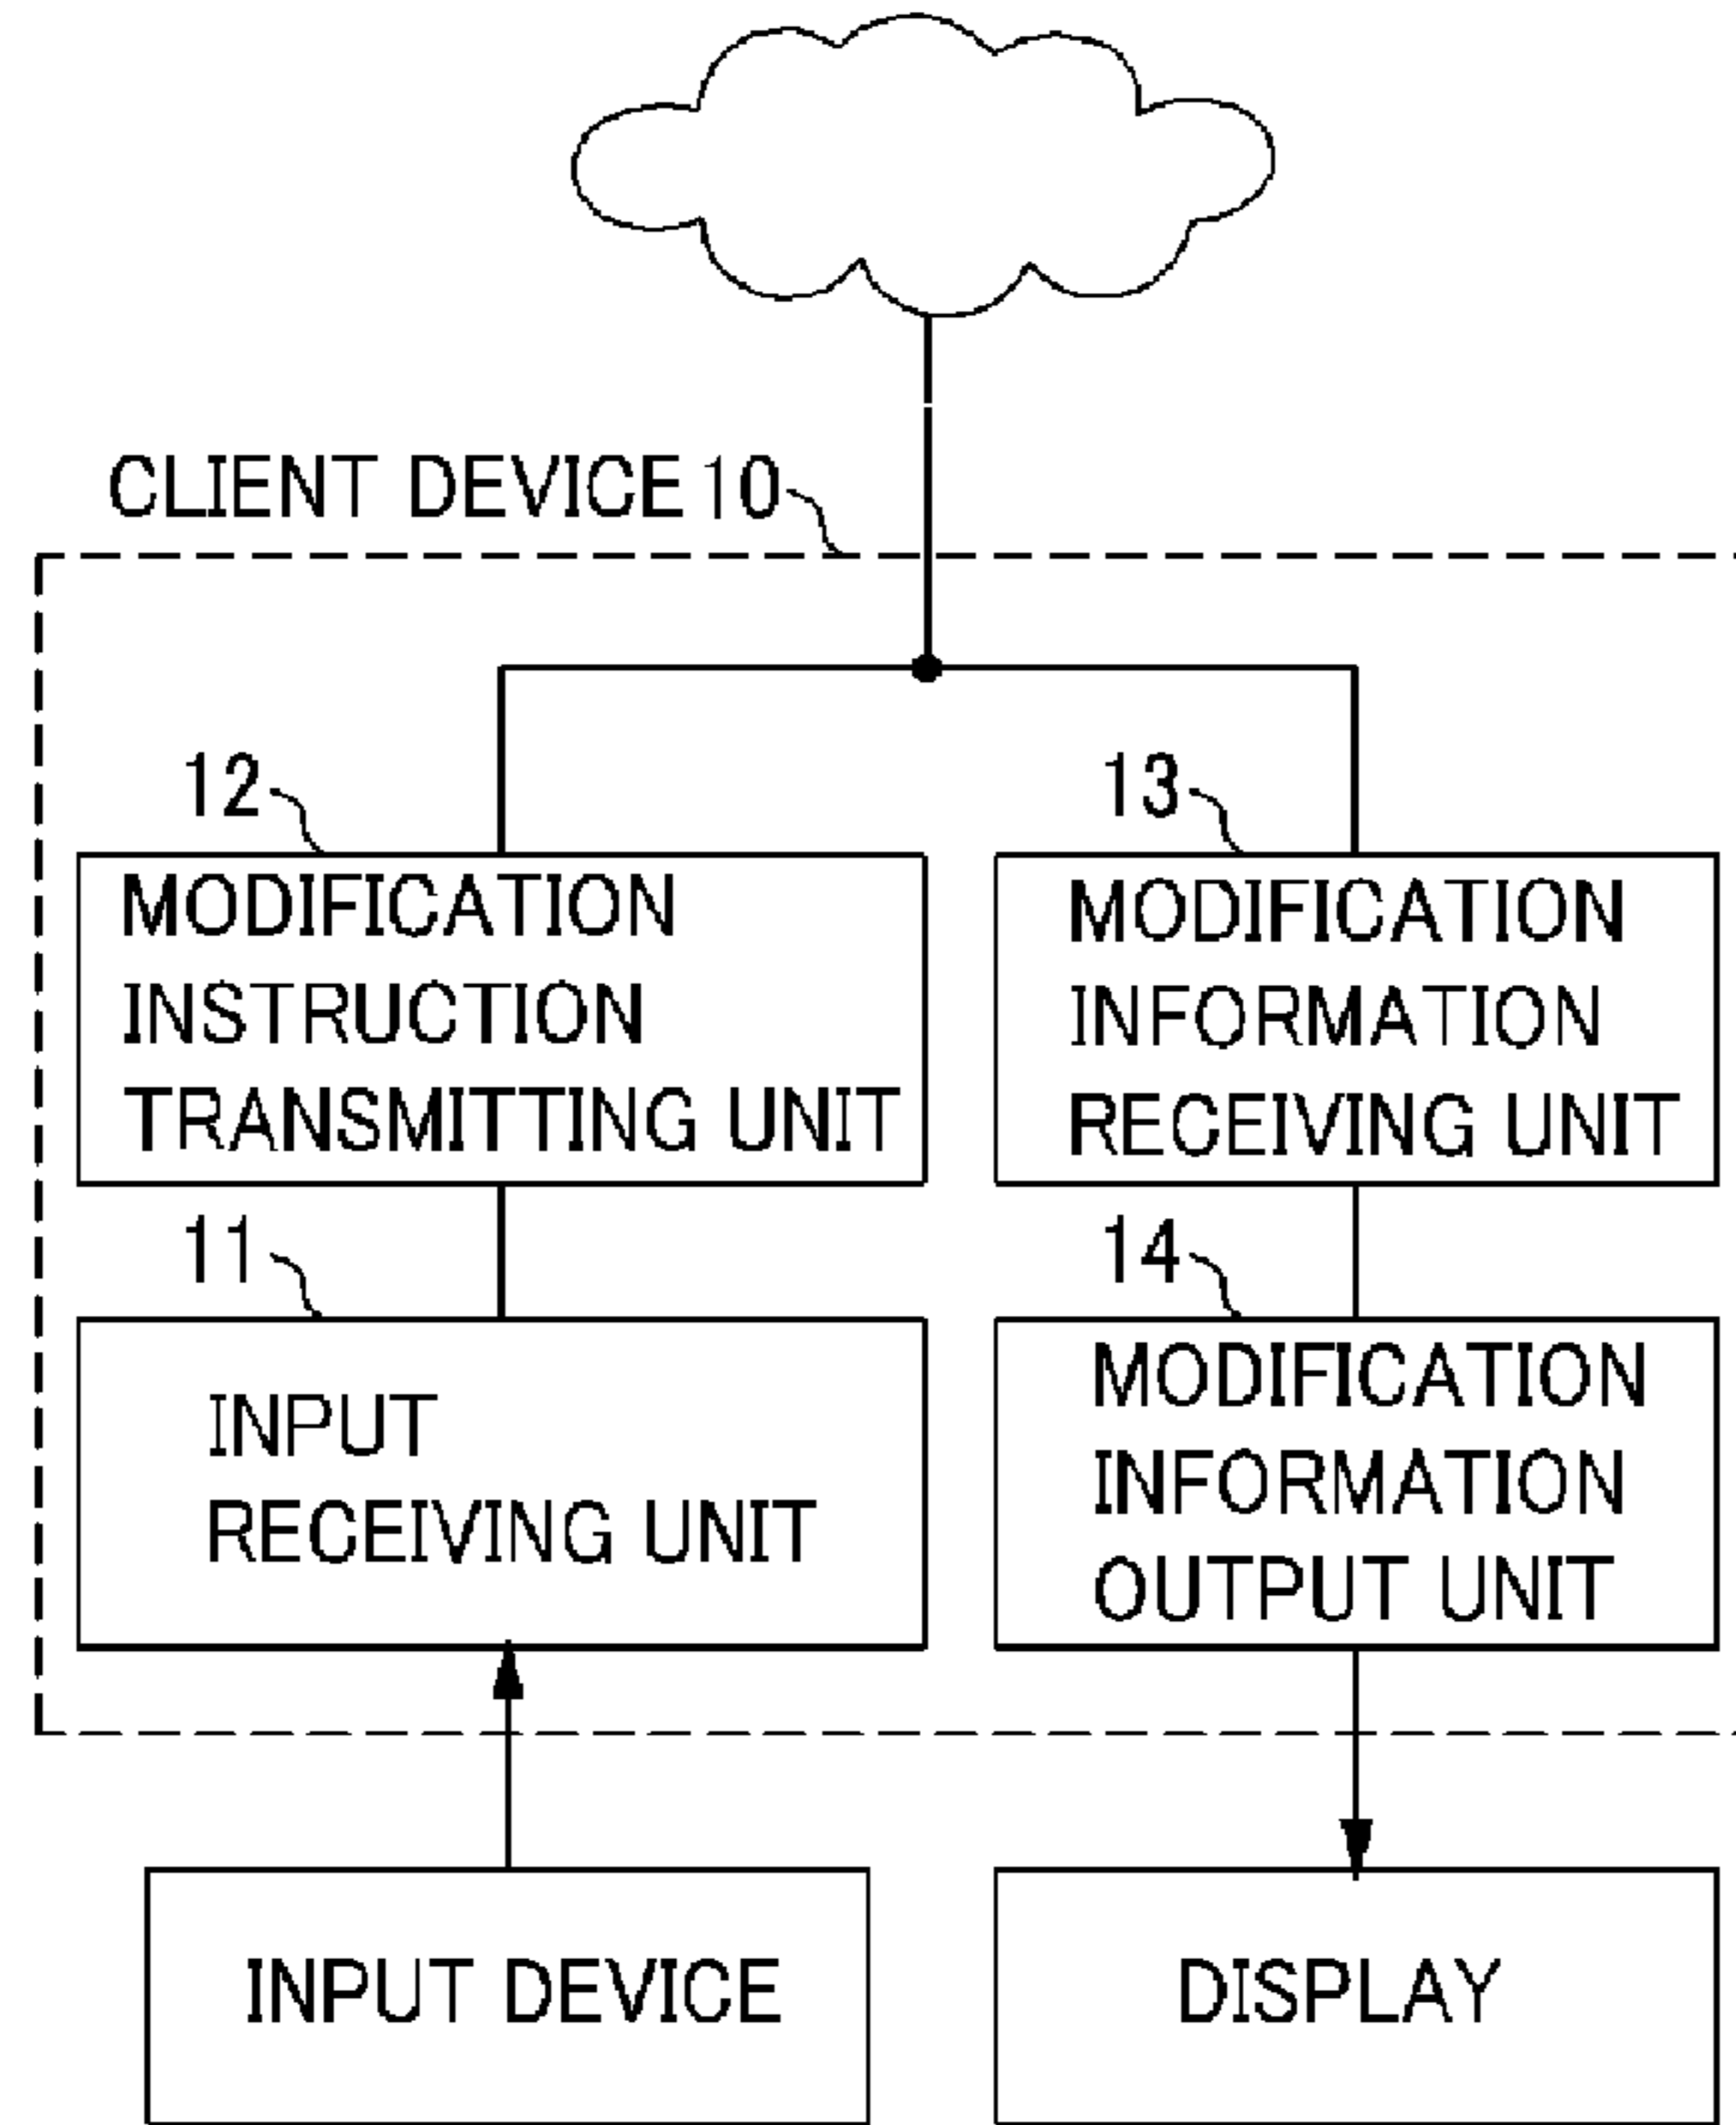 CLIENT DEVICE 10
12
MODIFICATION
INSTRUCTION
TRANSMITTING UNIT
13
MODIFICATION
INFORMATION
RECEIVING UNIT
11
INPUT
RECEIVING UNIT
14
MODIFICATION
INFORMATION
OUTPUT UNIT
INPUT DEVICE
DISPLAY